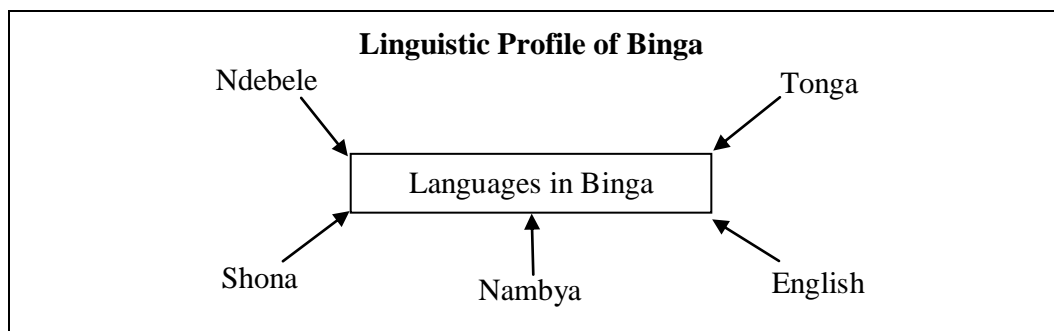 Linguistic Profile of Binga
Ndebele
Tonga
Languages in Binga
Shona
Nambya
English